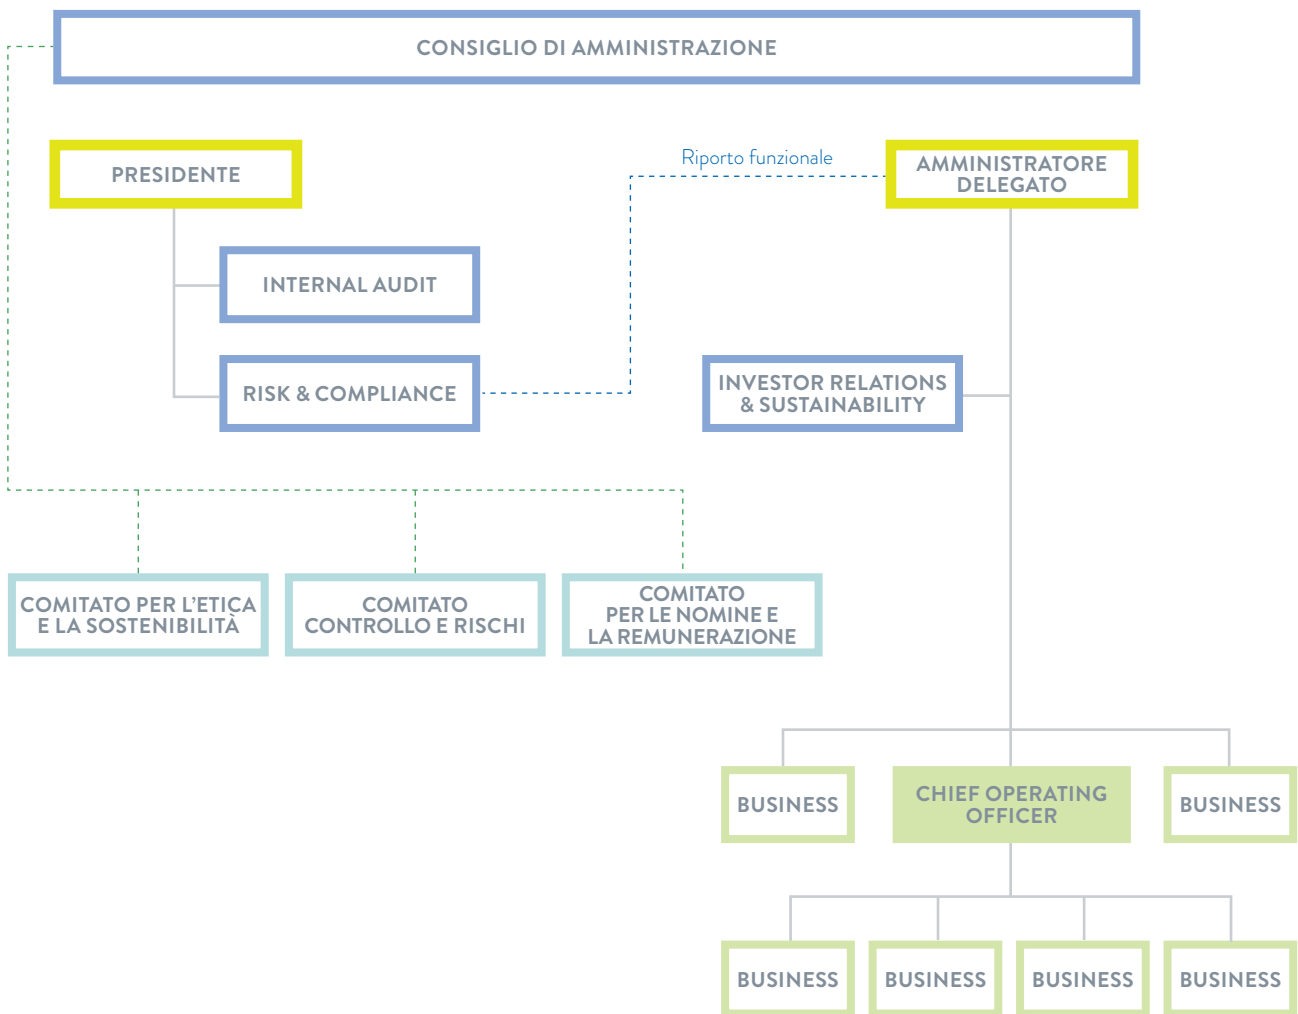 CONSIGLIO DI AMMINISTRAZIONE
PRESIDENTE
Riporto funzionale
AMMINISTRATORE
DELEGATO
INTERNAL AUDIT
RISK & COMPLIANCE
INVESTOR RELATIONS
& SUSTAINABILITY
COMITATO PER L'ETICA
E LA SOSTENIBILITÀ
COMITATO
CONTROLLO E RISCHI
COMITATO
PER LE NOMINE E
LA REMUNERAZIONE
BUSINESS
CHIEF OPERATING
OFFICER
BUSINESS
BUSINESS
BUSINESS
BUSINESS
BUSINESS